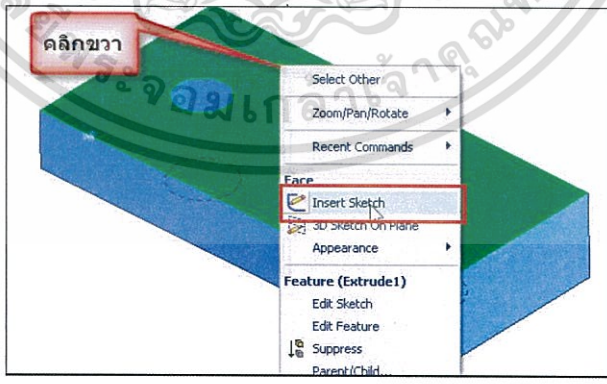 คลิกขวา
Select Other
Zoom/Pan/Rotate
Recent Commands
Face
Insert Sketch
3D Sketch On Plane
Appearance
Feature (Extrude1)
Edit Sketch
Edit Feature
Suppress
Parent/Child...